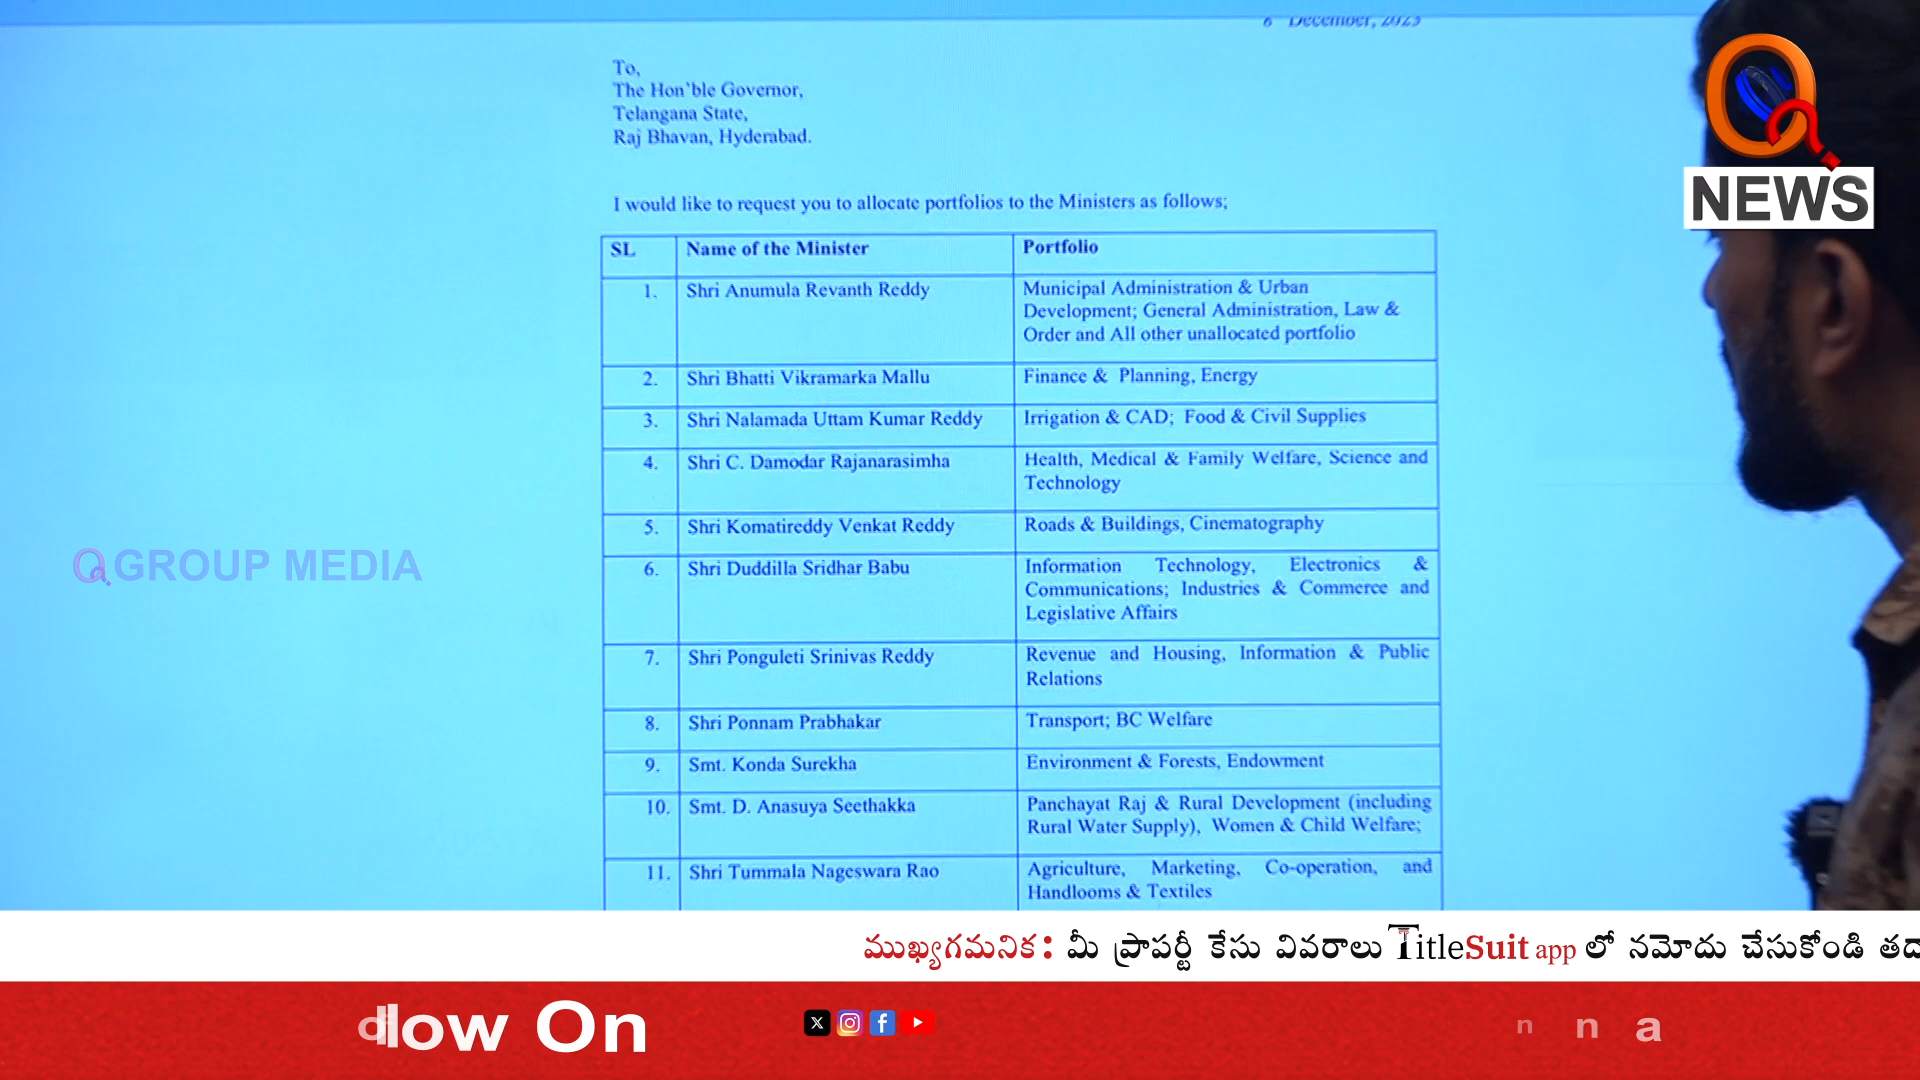 December, 2023
To,
The Hon'ble Governor,
Telangana State,
Raj Bhavan, Hyderabad.
I would like to request you to allocate portfolios to the Ministers as follows;
SL Name of the Minister Portfolio
1. Shri Anumula Revanth Reddy Municipal Administration & Urban
Development; General Administration, Law &
Order and All other unallocated portfolio
2. Shri Bhatti Vikramarka Mallu Finance & Planning, Energy
3. Shri Nalamada Uttam Kumar Reddy Irrigation & CAD; Food & Civil Supplies
4. Shri C. Damodar Rajanarasimha Health, Medical & Family Welfare, Science and
Technology
5. Shri Komatireddy Venkat Reddy Roads & Buildings, Cinematography
6. Shri Duddilla Sridhar Babu Information Technology, Electronics &
Communications; Industries & Commerce and
Legislative Affairs
7. Shri Ponguleti Srinivas Reddy Revenue and Housing, Information & Public
Relations
8. Shri Ponnam Prabhakar Transport; BC Welfare
9. Smt. Konda Surekha Environment & Forests, Endowment
10. Smt. D. Anasuya Seethakka Panchayat Raj & Rural Development (including
Rural Water Supply), Women & Child Welfare;
11. Shri Tummala Nageswara Rao Agriculture, Marketing, Co-operation, and
Handlooms & Textiles
Q NEWS
Q GROUP MEDIA
ముఖ్యగమనిక: మీ ప్రాపర్టీ కేసు వివరాలు TitleSuit app లో నమోదు చేసుకోండి
llow On
n n a